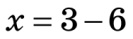 x = 3 – 6